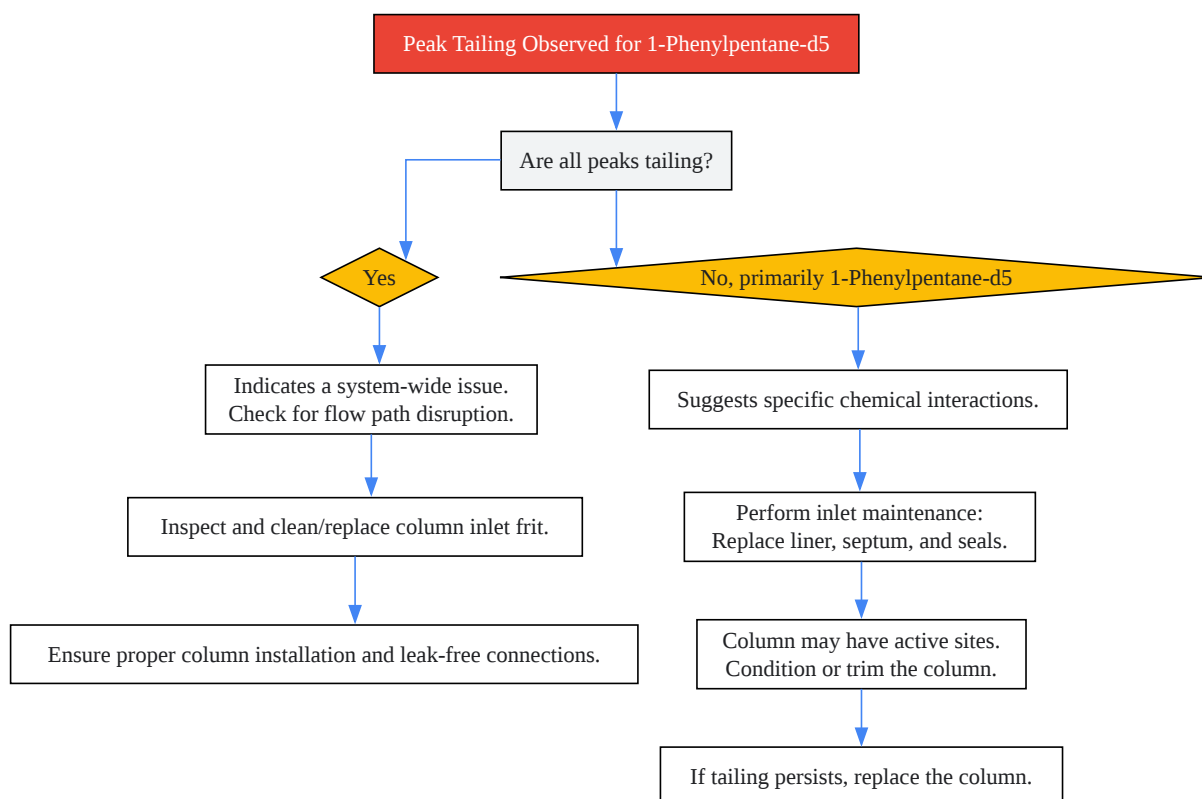 Peak Tailing Observed for 1-Phenylpentane-d5
Are all peaks tailing?
Yes
No, primarily 1-Phenylpentane-d5
Indicates a system-wide issue.
Check for flow path disruption.
Suggests specific chemical interactions.
Inspect and clean/replace column inlet frit.
Perform inlet maintenance:
Replace liner, septum, and seals.
Ensure proper column installation and leak-free connections.
Column may have active sites.
Condition or trim the column.
If tailing persists, replace the column.